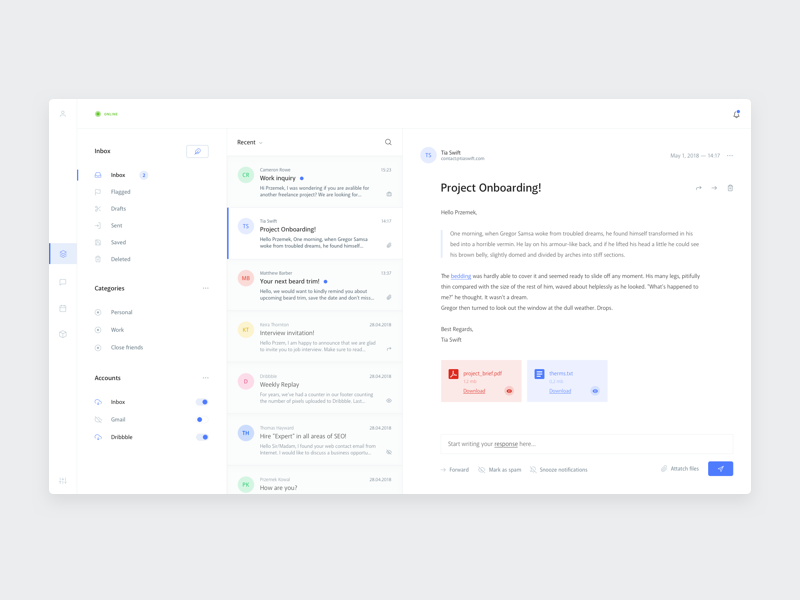 ONLINE
Inbox
Inbox 2
Flagged
Drafts
Sent
Saved
Deleted
Categories
Personal
Work
Close friends
Accounts
Inbox
Gmail
Dribbble
Recent
CR
Cameron Rowe 15:23
Work inquiry
Hi Przemek, I was wondering if you are avalible for
another freelance project? We are looking for...
TS
Tia Swift 14:17
Project Onboarding!
Hello Przemek, One morning, when Gregor Samsa
woke from troubled dreams, he found himself...
MB
Matthew Barber 13:27
Your next beard trim!
Hello, we would want to kindly remind you about
upcoming beard trim, save the date and don't miss...
KT
Keira Thornton 28.04.2018
Interview invitation!
Hello Przem, I am happy to announce that we are glad
to invite you to job interview. Make sure to read...
D
Dribbble 28.04.2018
Weekly Replay
For years, we've had a counter in our footer counting
the number of pixels uploaded to Dribbble. Last...
TH
Thomas Hayward 28.04.2018
Hire "Expert" in all areas of SEO!
Hello Sir/Madam, I found your web contact email from
Internet. I would like to discuss a business opportu...
PK
28.04.2018
How are you?
TS
Tia Swift
contact@tiaswift.com
May 1, 2018 — 14:17
Project Onboarding!
Hello Przemek,
One morning, when Gregor Samsa woke from troubled dreams, he found himself transformed in his
bed into a horrible vermin. He lay on his armour-like back, and if he lifted his head a little he could see
his brown belly, slightly domed and divided by arches into stiff sections.
The bedding was hardly able to cover it and seemed ready to slide off any moment. His many legs, pitifully
thin compared with the size of the rest of him, waved about helplessly as he looked. "What's happened to
me?" he thought. It wasn't a dream.
Gregor then turned to look out the window at the dull weather. Drops.
Best Regards,
Tia Swift
project_brief.pdf
3.2 MB
Download
thems.txt
0.2 MB
Download
Start writing your response here...
Forward
Mark as spam
Snooze notifications
Attatch files